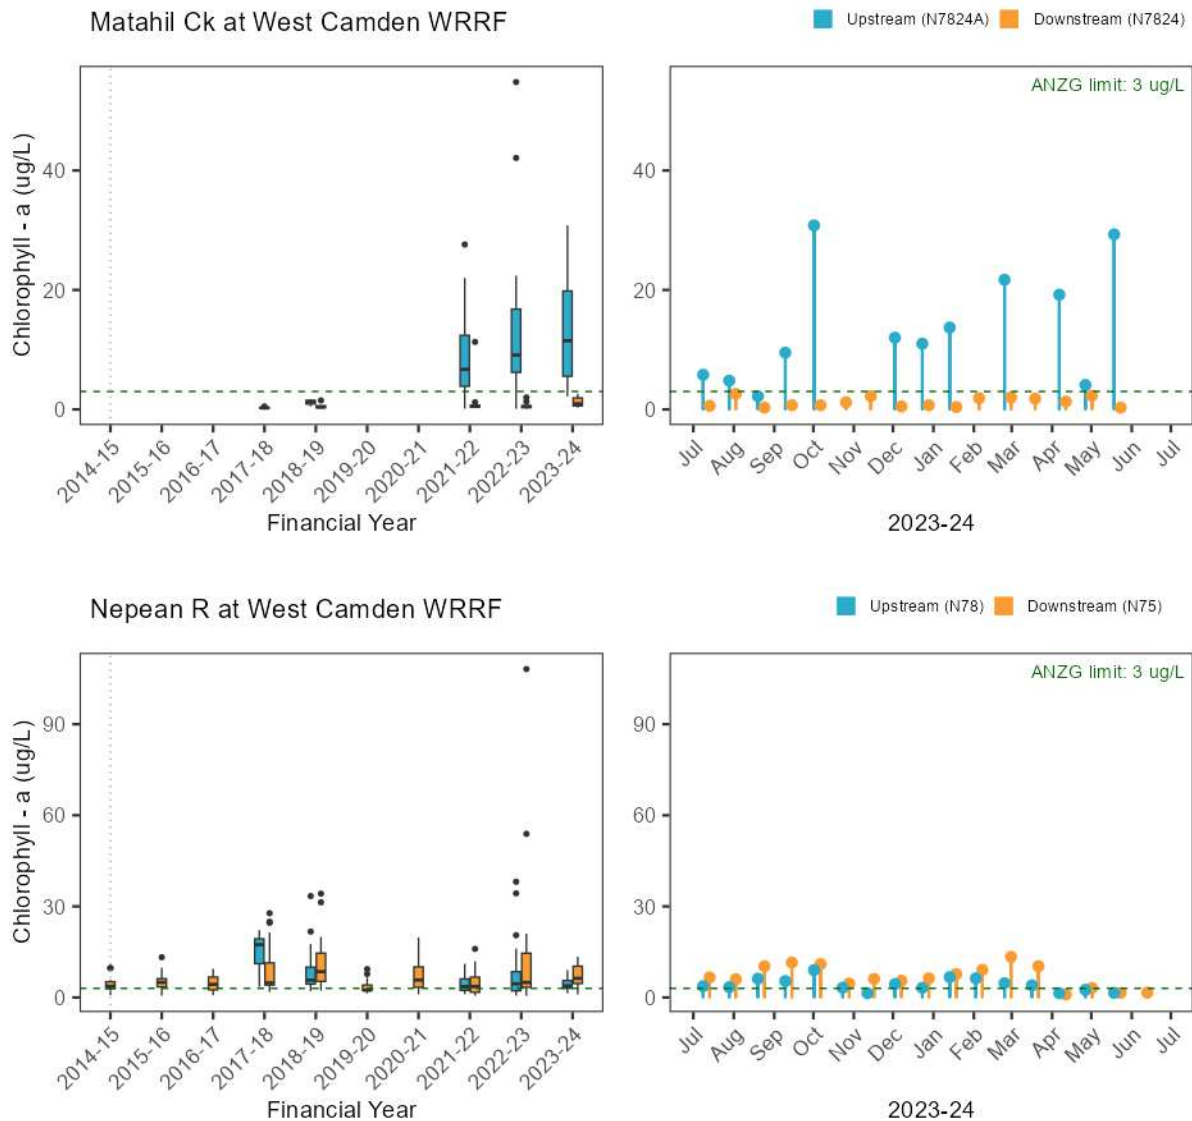 Matahil Ck at West Camden WRRF
Upstream (N7824A) Downstream (N7824)
Chlorophyll - a (ug/L)
40
20
0
2014-15 2015-16 2016-17 2017-18 2018-19 2019-20 2020-21 2021-22 2022-23 2023-24
Financial Year
ANZG limit: 3 ug/L
40
20
0
Jul Aug Sep Oct Nov Dec Jan Feb Mar Apr May Jun Jul
2023-24
Nepean R at West Camden WRRF
Upstream (N78) Downstream (N75)
Chlorophyll - a (ug/L)
90
60
30
0
2014-15 2015-16 2016-17 2017-18 2018-19 2019-20 2020-21 2021-22 2022-23 2023-24
Financial Year
ANZG limit: 3 ug/L
90
60
30
0
Jul Aug Sep Oct Nov Dec Jan Feb Mar Apr May Jun Jul
2023-24